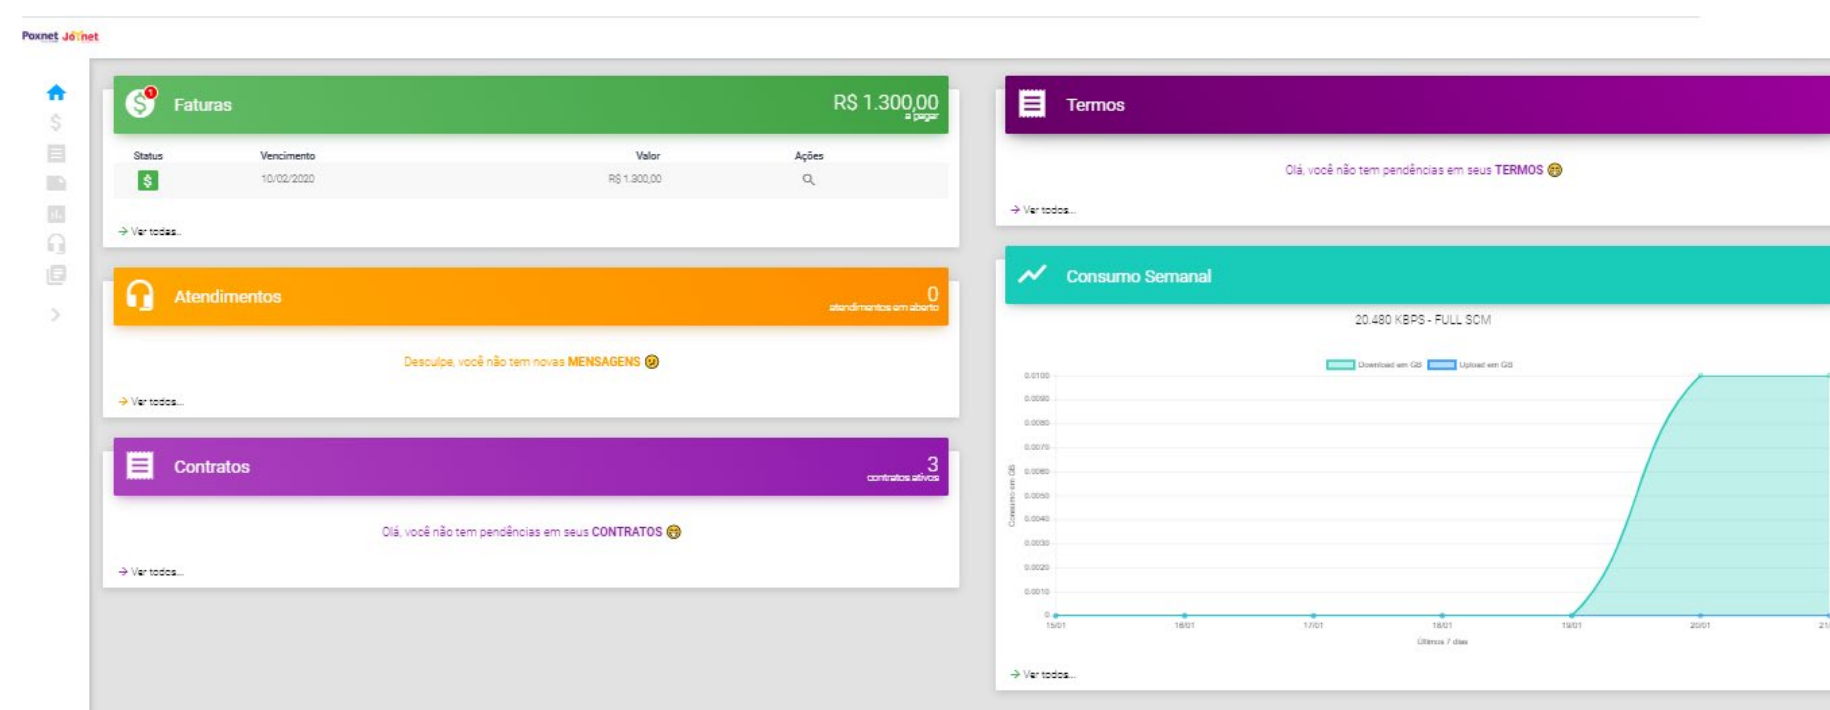 Poxnet Joynet
Faturas
R$ 1.300,00
a pagar
1
Status Vencimento Valor Ações
$ 10/02/2020 R$ 1.300,00
Ver todas...
Atendimentos
0
atendimentos em aberto
Desculpe, você não tem novas MENSAGENS
Ver todos...
Contratos
3
contratos ativos
Olá, você não tem pendências em seus CONTRATOS
Ver todos...
Termos
Olá, você não tem pendências em seus TERMOS
Ver todos...
Consumo Semanal
20.480 KBPS - FULL SCM
Download em GB Upload em GB
Consumo em GB
0.0100
0.0090
0.0080
0.0070
0.0060
0.0050
0.0040
0.0030
0.0020
0.0010
0
15/01 16/01 17/01 18/01 19/01 20/01 21/
Últimos 7 dias
Ver todos...